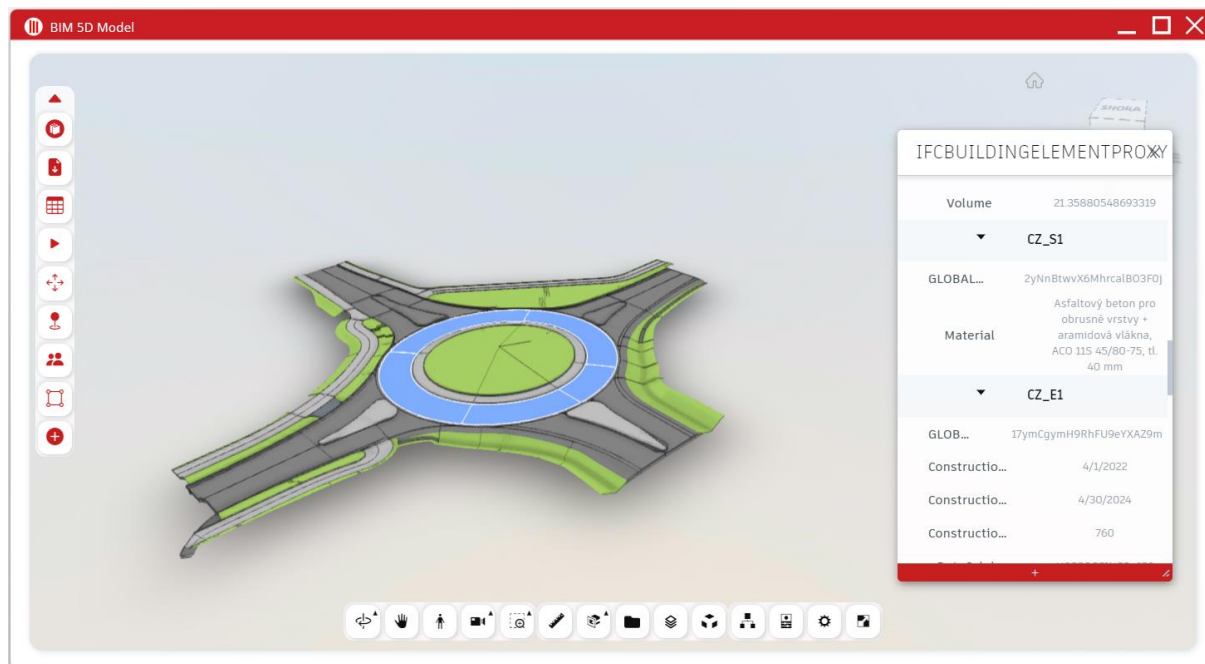 BIM 5D Model
SHORA
IFCBUILDINGELEMENTPROXY
Volume 21.35880548693319
CZ_S1
GLOBAL... 2yNnBtwvX6MhrcalBO3F0j
Asfaltový beton pro
obrusné vrstvy +
Material aramidová vlákna,
ACO 11S 45/80-75, tl.
40 mm
CZ_E1
GLOB... 17ymCgymH9RhFU9eYXAZ9m
Constructio... 4/1/2022
Constructio... 4/30/2024
Constructio... 760